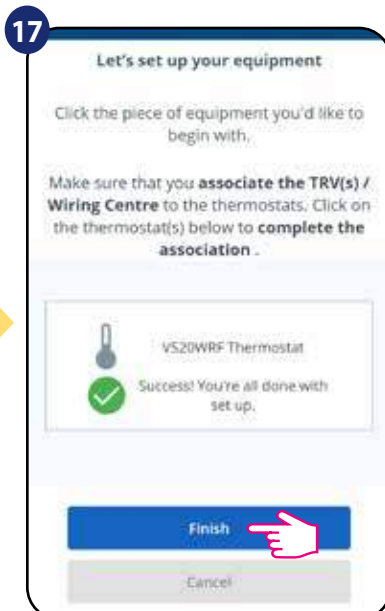 17
Let's set up your equipment
Click the piece of equipment you'd like to
begin with.
Make sure that you associate the TRV(s) /
Wiring Centre to the thermostats. Click on
the thermostat(s) below to complete the
association .
VS20WRF Thermostat
Success! You're all done with
set up.
Finish
Cancel